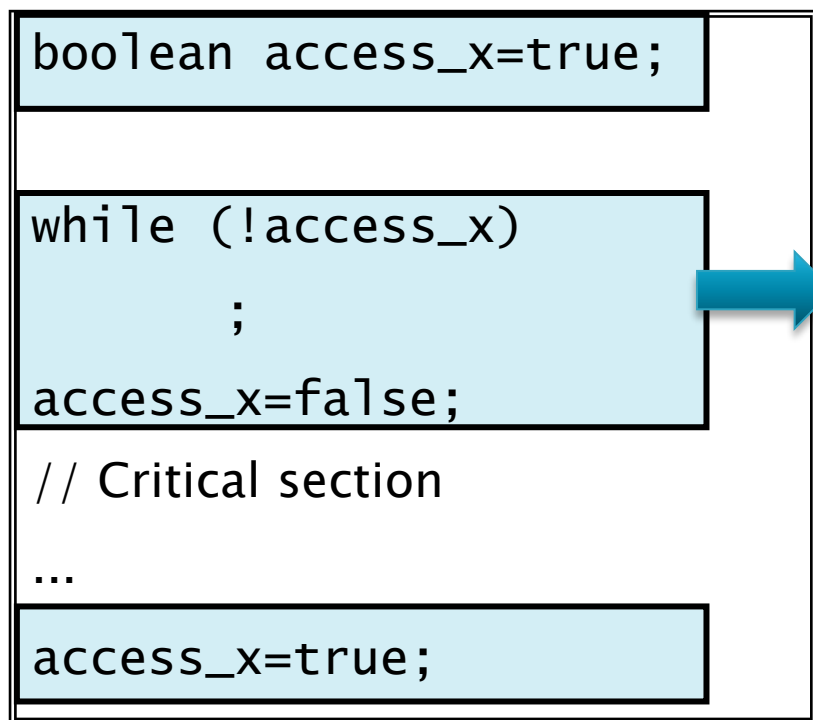 boolean access_x=true;
while (!access_x)
;
access_x=false;
// Critical section
...
access_x=true;